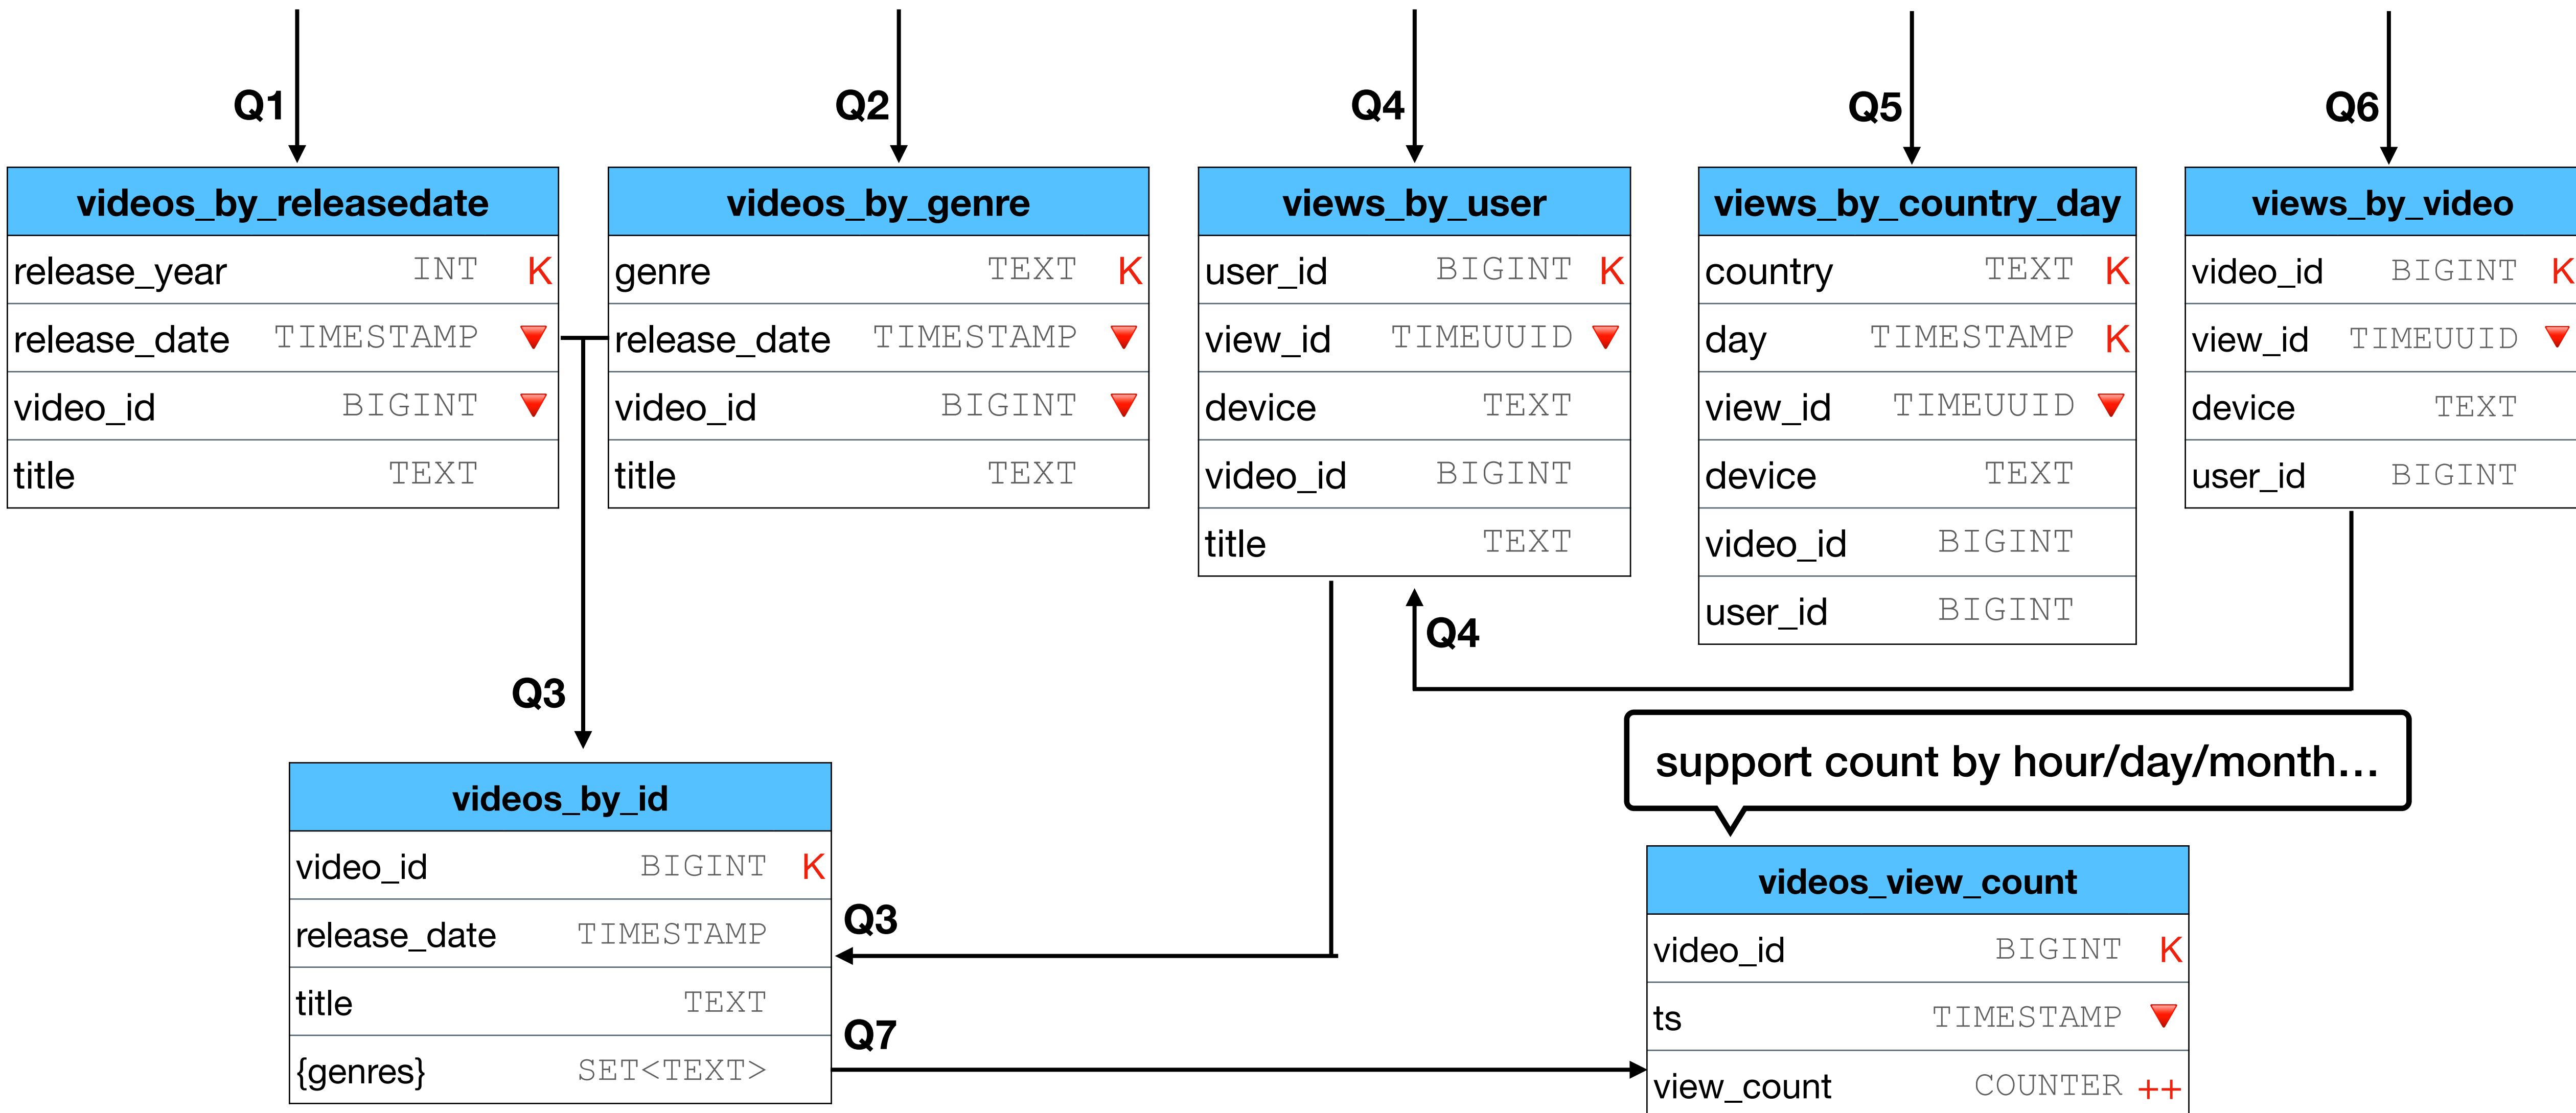 Q1
Q2
Q4
Q5
Q6
videos_by_releasedate
release_year INT K
release_date TIMESTAMP
video_id BIGINT
title TEXT
videos_by_genre
genre TEXT K
release_date TIMESTAMP
video_id BIGINT
title TEXT
views_by_user
user_id BIGINT K
view_id TIMEUUID
device TEXT
video_id BIGINT
title TEXT
views_by_country_day
country TEXT K
day TIMESTAMP K
view_id TIMEUUID
device TEXT
video_id BIGINT
user_id BIGINT
views_by_video
video_id BIGINT K
view_id TIMEUUID
device TEXT
user_id BIGINT
Q4
Q3
support count by hour/day/month...
videos_by_id
video_id BIGINT K
release_date TIMESTAMP
title TEXT
{genres} SET<TEXT>
Q3
Q7
videos_view_count
video_id BIGINT K
ts TIMESTAMP
view_count COUNTER ++